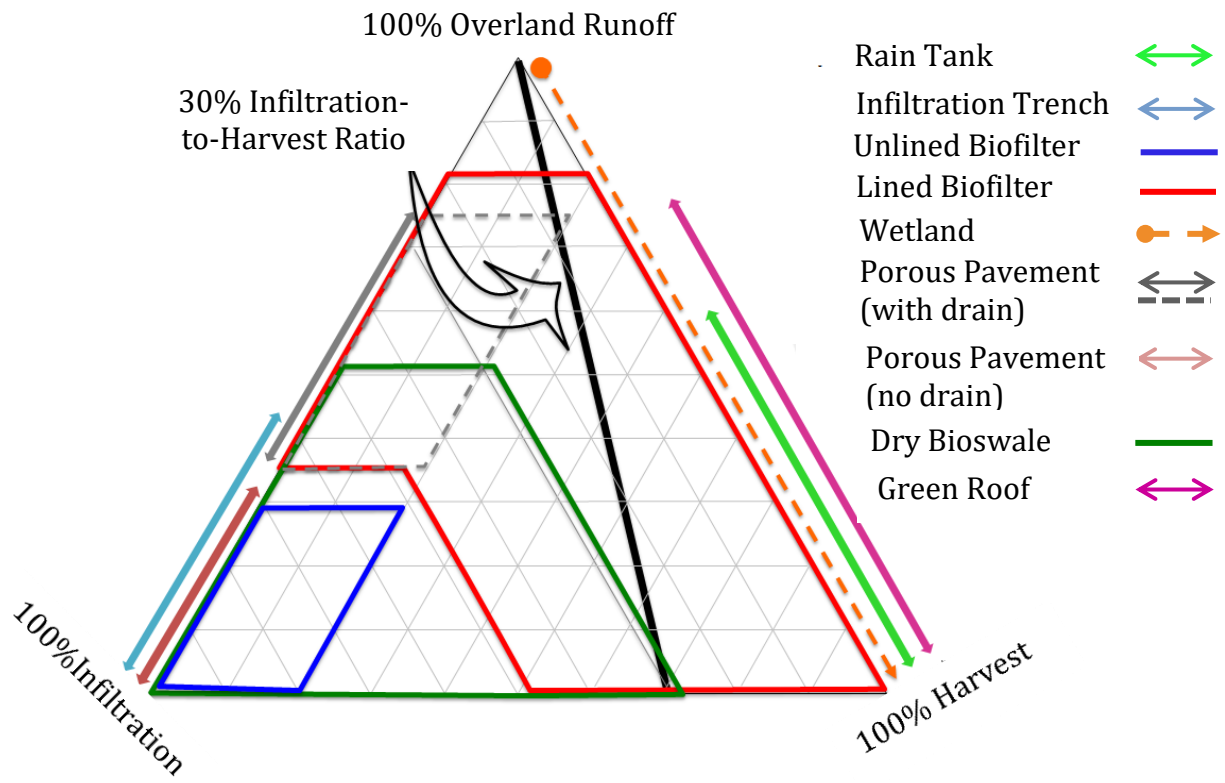 100% Overland Runoff
30% Infiltration-
to-Harvest Ratio
100%Infiltration
100% Harvest
Rain Tank
Infiltration Trench
Unlined Biofilter
Lined Biofilter
Wetland
Porous Pavement
(with drain)
Porous Pavement
(no drain)
Dry Bioswale
Green Roof